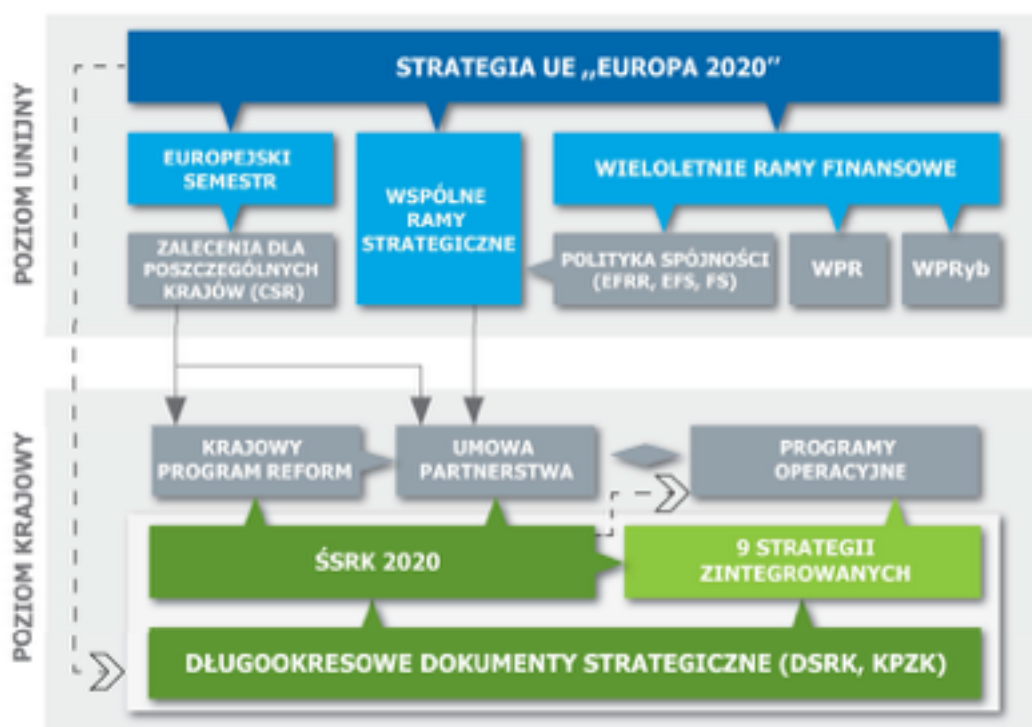 POZIOM UNIJNY
STRATEGIA UE „EUROPA 2020”
EUROPEJSKI
SEMESTR
WSPÓLNE
RAMY
STRATEGICZNE
WIELOLETNIE RAMY FINANSOWE
ZALECENIA DLA
POSZCZEGÓLNYCH
KRAJÓW (CSR)
POLITYKA SPÓJNOŚCI
(EFRR, EFS, FS)
WPR
WPRyb
POZIOM KRAJOWY
KRAJOWY
PROGRAM REFORM
UMOWA
PARTNERSTWA
PROGRAMY
OPERACYJNE
ŚSRK 2020
9 STRATEGII
ZINTEGROWANYCH
DŁUGOOKRESOWE DOKUMENTY STRATEGICZNE (DSRK, KPZK)